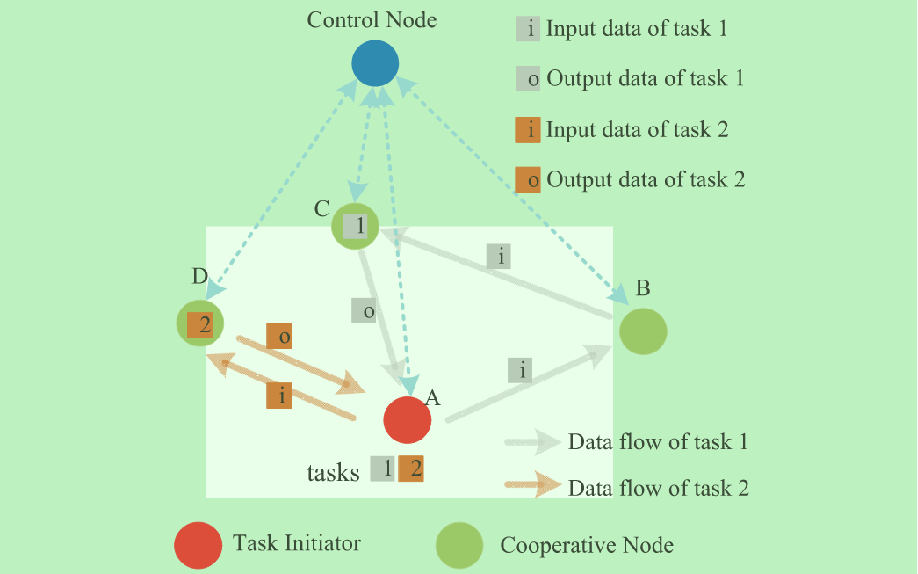 Control Node
i Input data of task 1
o Output data of task 1
i Input data of task 2
o Output data of task 2
C
1
i
D
B
2
o
o
i
i
A
tasks 1 2
Data flow of task 1
Data flow of task 2
Task Initiator
Cooperative Node